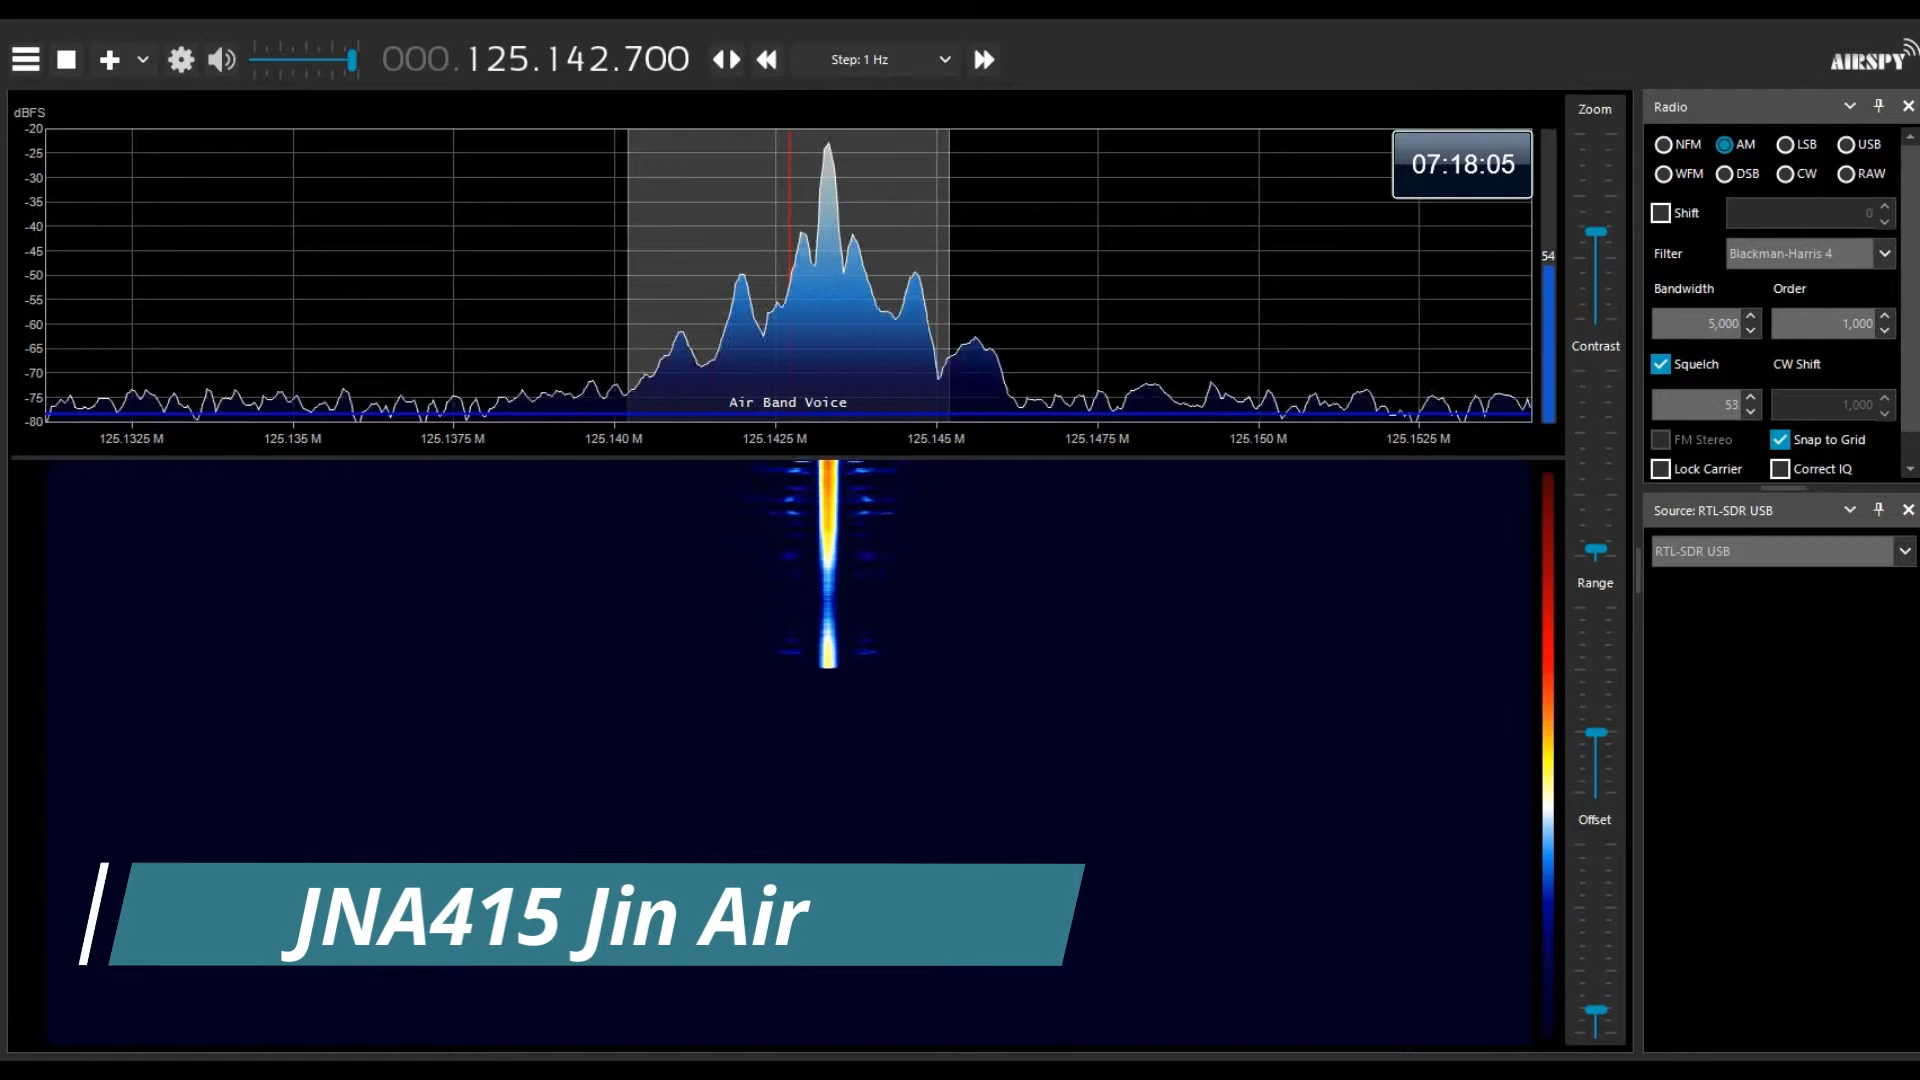 000.125.142.700
Step: 1 Hz
AIRSPY
dBFS
-20
-25
-30
-35
-40
-45
-50
-55
-60
-65
-70
-75
-80
07:18:05
54
Air Band Voice
125.1325 M 125.135 M 125.1375 M 125.140 M 125.1425 M 125.145 M 125.1475 M 125.150 M 125.1525 M
Zoom
Contrast
Range
Offset
Radio
NFM AM LSB USB
WFM DSB CW RAW
Shift 0
Filter Blackman-Harris 4
Bandwidth Order
5,000 1,000
Squelch CW Shift
53 1,000
FM Stereo Snap to Grid
Lock Carrier Correct IQ
Source: RTL-SDR USB
RTL-SDR USB
JNA415 Jin Air